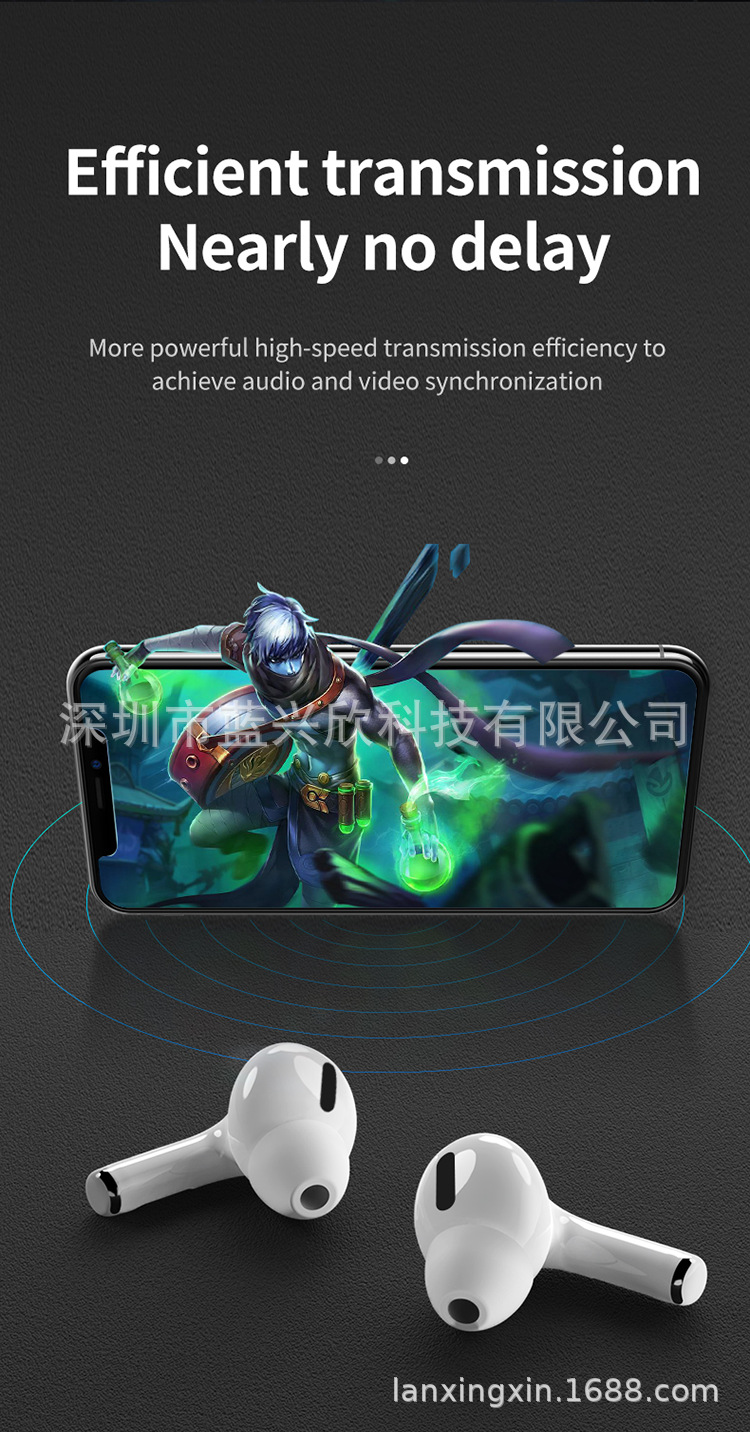 Efficient transmission
Nearly no delay
More powerful high-speed transmission efficiency to
achieve audio and video synchronization
深圳市蓝兴欣科技有限公司
lanxingxin.1688.com